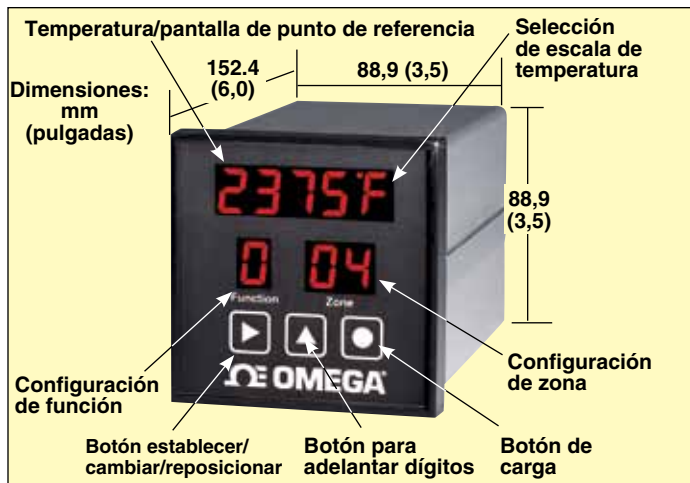 Temperatura/pantalla de punto de referencia
Selección
de escala de
temperatura
152.4
(6,0)
88,9 (3,5)
Dimensiones:
mm
(pulgadas)
2375°F
88,9
(3,5)
0
04
Function
Zone
Configuración
de función
Configuración
de zona
OMEGA®
Botón establecer/
cambiar/reposicionar
Botón para
adelantar dígitos
Botón de
carga